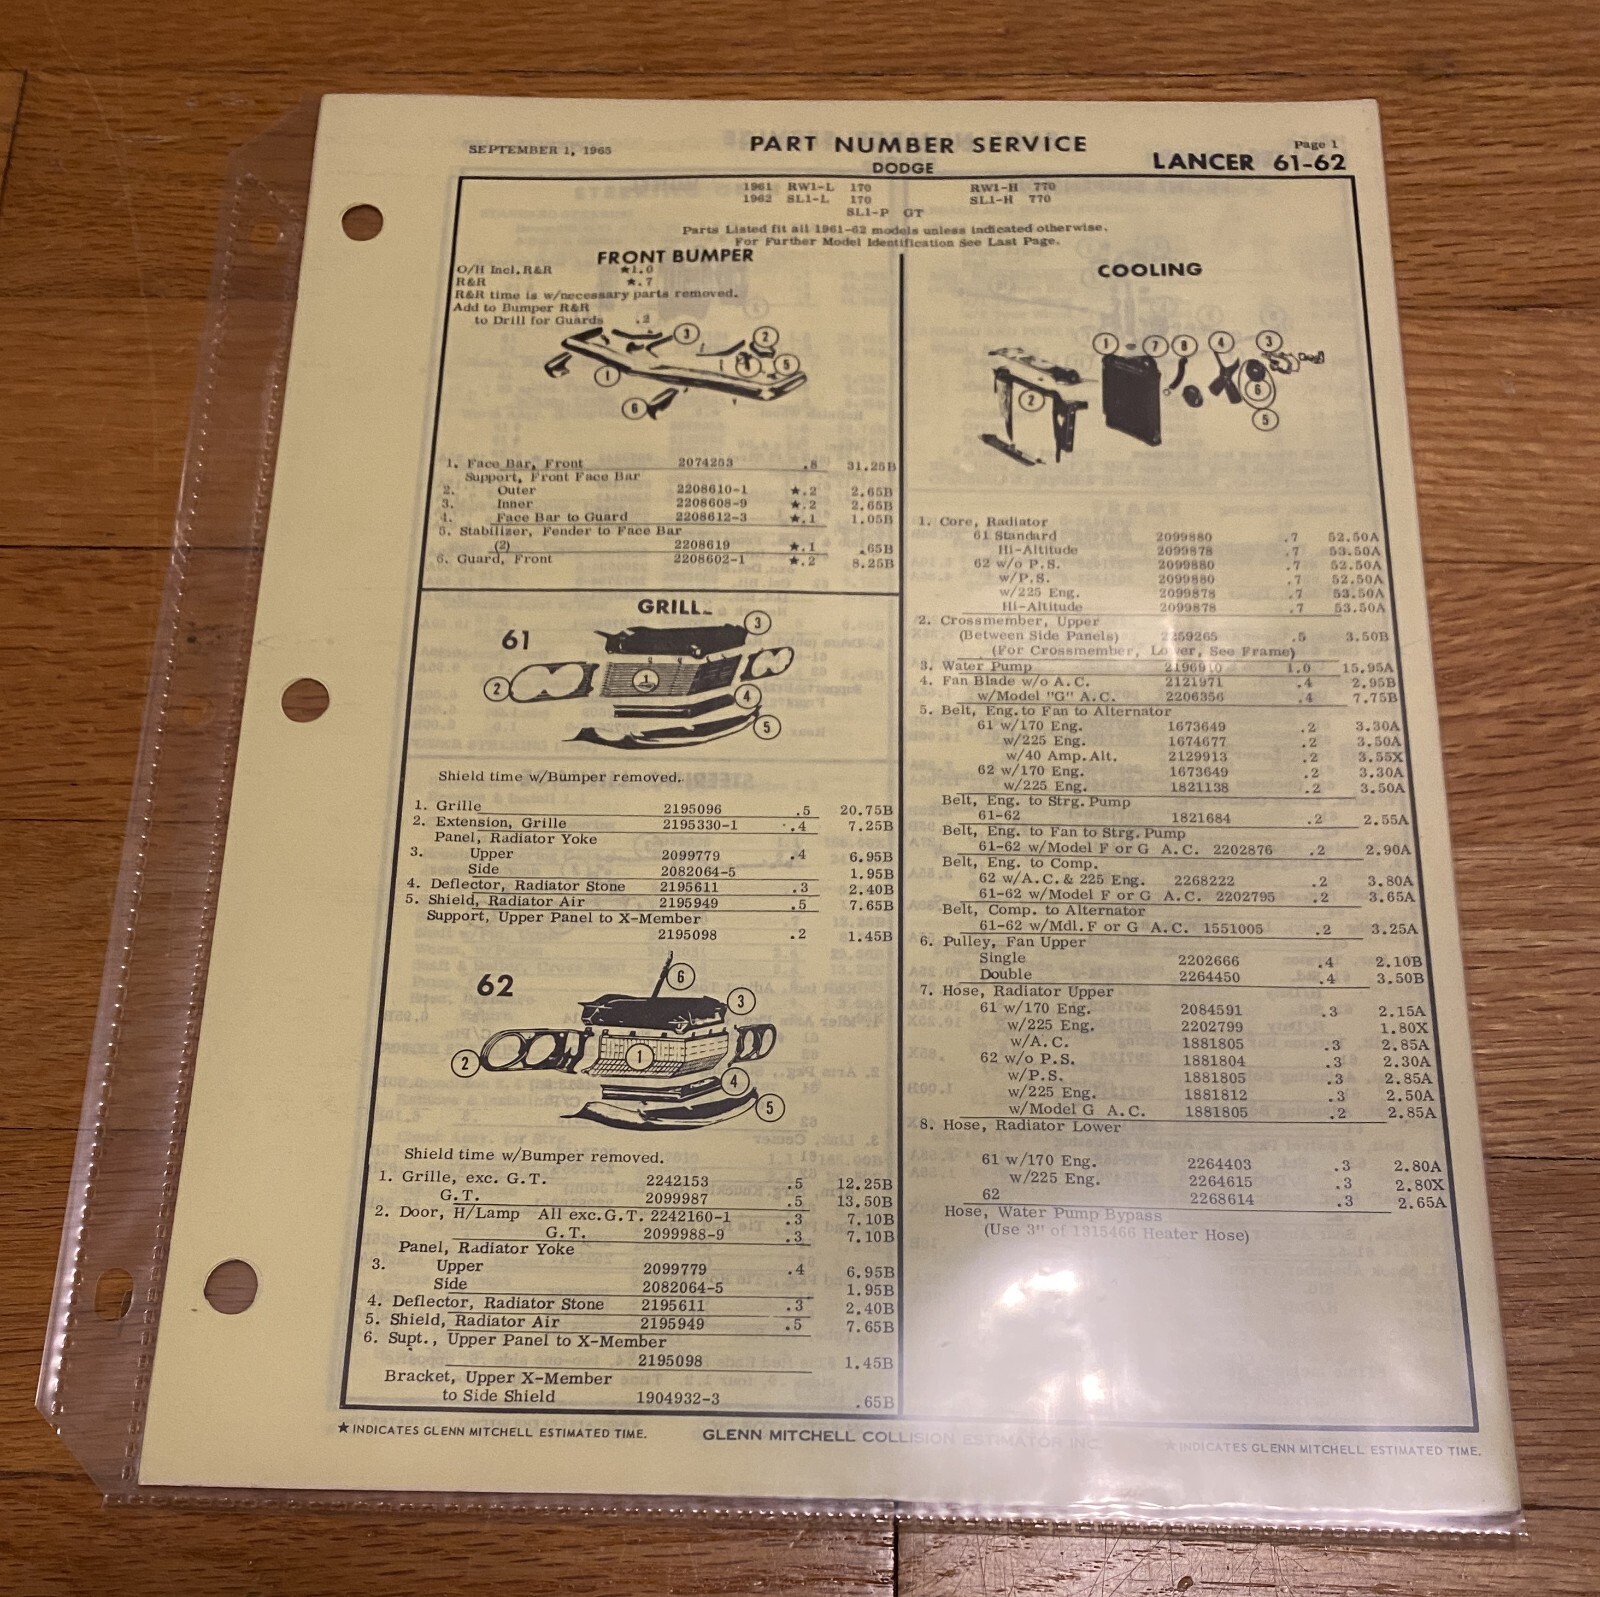 SEPTEMBER 1, 1965
PART NUMBER SERVICE
Page 1
DODGE
LANCER 61-62
1961 RW1-L 170 RW1-H 770
1962 SL1-L 170 SL1-H 770
SL1-P GT
Parts Listed fit all 1961-62 models unless indicated otherwise.
For Further Model Identification See Last Page.
FRONT BUMPER
O/H Incl. R&R ★1.0
R&R ★.7
R&R time is w/necessary parts removed.
Add to Bumper R&R
to Drill for Guards .2
1 2 3 4 5 6
1. Face Bar, Front 2074253 .8 31.25B
Support, Front Face Bar
2. Outer 2208610-1 ★.2 2.65B
3. Inner 2208608-9 ★.2 2.65B
4. Face Bar to Guard 2208612-3 ★.1 1.05B
5. Stabilizer, Fender to Face Bar
(2) 2208619 ★.1 .65B
6. Guard, Front 2208602-1 ★.2 8.25B
GRILL
61
1 2 3 4 5
Shield time w/Bumper removed.
1. Grille 2195096 .5 20.75B
2. Extension, Grille 2195330-1 .4 7.25B
Panel, Radiator Yoke
3. Upper 2099779 .4 6.95B
Side 2082064-5 1.95B
4. Deflector, Radiator Stone 2195611 .3 2.40B
5. Shield, Radiator Air 2195949 .5 7.65B
Support, Upper Panel to X-Member
2195098 .2 1.45B
62
1 2 3 4 5 6
Shield time w/Bumper removed.
1. Grille, exc. G.T. 2242153 .5 12.25B
G.T. 2099987 .5 13.50B
2. Door, H/Lamp All exc.G.T. 2242160-1 .3 7.10B
G.T. 2099988-9 .3 7.10B
Panel, Radiator Yoke
3. Upper 2099779 .4 6.95B
Side 2082064-5 1.95B
4. Deflector, Radiator Stone 2195611 .3 2.40B
5. Shield, Radiator Air 2195949 .5 7.65B
6. Supt., Upper Panel to X-Member
2195098 1.45B
Bracket, Upper X-Member
to Side Shield 1904932-3 .65B
COOLING
1 7 8 4 3 2 6 5
1. Core, Radiator
61 Standard 2099880 .7 52.50A
Hi-Altitude 2099878 .7 53.50A
62 w/o P.S. 2099880 .7 52.50A
w/P.S. 2099880 .7 52.50A
w/225 Eng. 2099878 .7 53.50A
Hi-Altitude 2099878 .7 53.50A
2. Crossmember, Upper
(Between Side Panels) 2259265 .5 3.50B
(For Crossmember, Lower, See Frame)
3. Water Pump 2196910 1.0 15.95A
4. Fan Blade w/o A.C. 2121971 .4 2.95B
w/Model "G" A.C. 2206356 .4 7.75B
5. Belt, Eng.to Fan to Alternator
61 w/170 Eng. 1673649 .2 3.30A
w/225 Eng. 1674677 .2 3.50A
w/40 Amp.Alt. 2129913 .2 3.55X
62 w/170 Eng. 1673649 .2 3.30A
w/225 Eng. 1821138 .2 3.50A
Belt, Eng. to Strg.Pump
61-62 1821684 .2 2.55A
Belt, Eng. to Fan to Strg.Pump
61-62 w/Model F or G A.C. 2202876 .2 2.90A
Belt, Eng. to Comp.
62 w/A.C.& 225 Eng. 2268222 .2 3.80A
61-62 w/Model F or G A.C. 2202795 .2 3.65A
Belt, Comp. to Alternator
61-62 w/Mdl.F or G A.C. 1551005 .2 3.25A
6. Pulley, Fan Upper
Single 2202666 .4 2.10B
Double 2264450 .4 3.50B
7. Hose, Radiator Upper
61 w/170 Eng. 2084591 .3 2.15A
w/225 Eng. 2202799 1.80X
w/A.C. 1881805 .3 2.85A
62 w/o P.S. 1881804 .3 2.30A
w/P.S. 1881805 .3 2.85A
w/225 Eng. 1881812 .3 2.50A
w/Model G A.C. 1881805 .2 2.85A
8. Hose, Radiator Lower
61 w/170 Eng. 2264403 .3 2.80A
w/225 Eng. 2264615 .3 2.80X
62 2268614 .3 2.65A
Hose, Water Pump Bypass
(Use 3" of 1315466 Heater Hose)
★INDICATES GLENN MITCHELL ESTIMATED TIME. GLENN MITCHELL COLLISION ESTIMATOR INC. ★INDICATES GLENN MITCHELL ESTIMATED TIME.